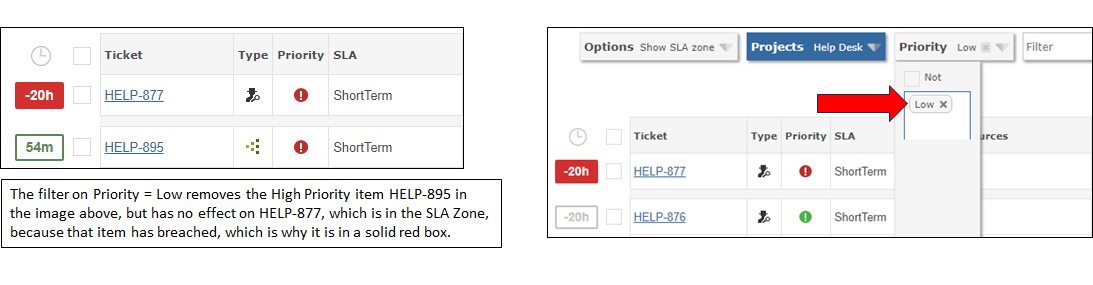 Ticket Type Priority SLA
-20h HELP-877 ShortTerm
54m HELP-895 ShortTerm
The filter on Priority = Low removes the High Priority item HELP-895 in
the image above, but has no effect on HELP-877, which is in the SLA Zone,
because that item has breached, which is why it is in a solid red box.
Options Show SLA zone Projects Help Desk Priority Low Filter
Not
Low
Ticket Type Priority SLA urces
-20h HELP-877 ShortTerm
-20h HELP-876 ShortTerm